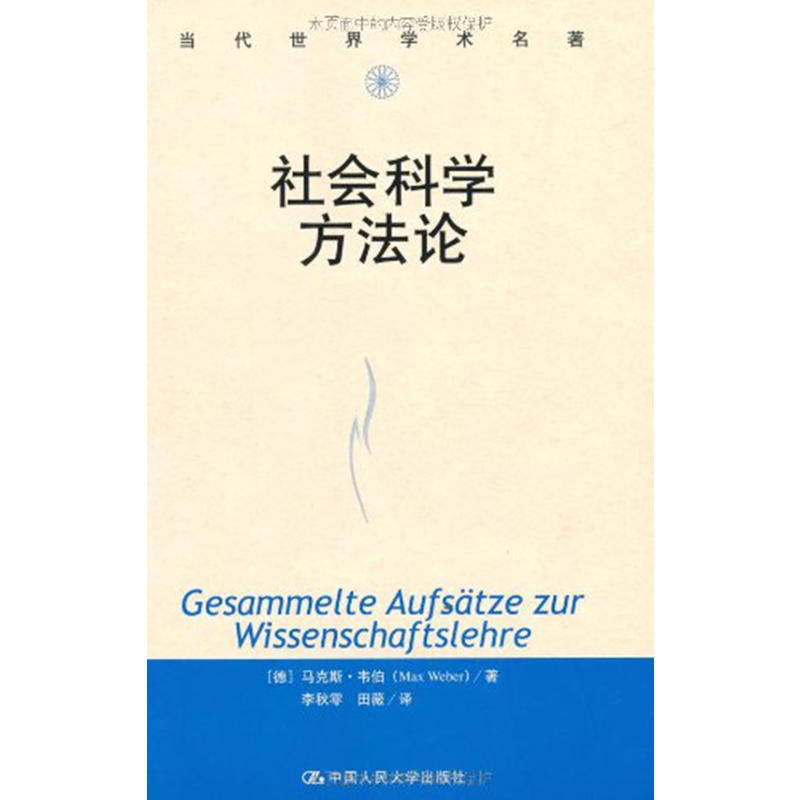 本页面中的内容受版权保护
当代世界学术名著
社会科学
方法论
Gesammelte Aufsätze zur
Wissenschaftslehre
[德] 马克斯·韦伯 (Max Weber) / 著
李秋零 田薇 / 译
中国人民大学出版社